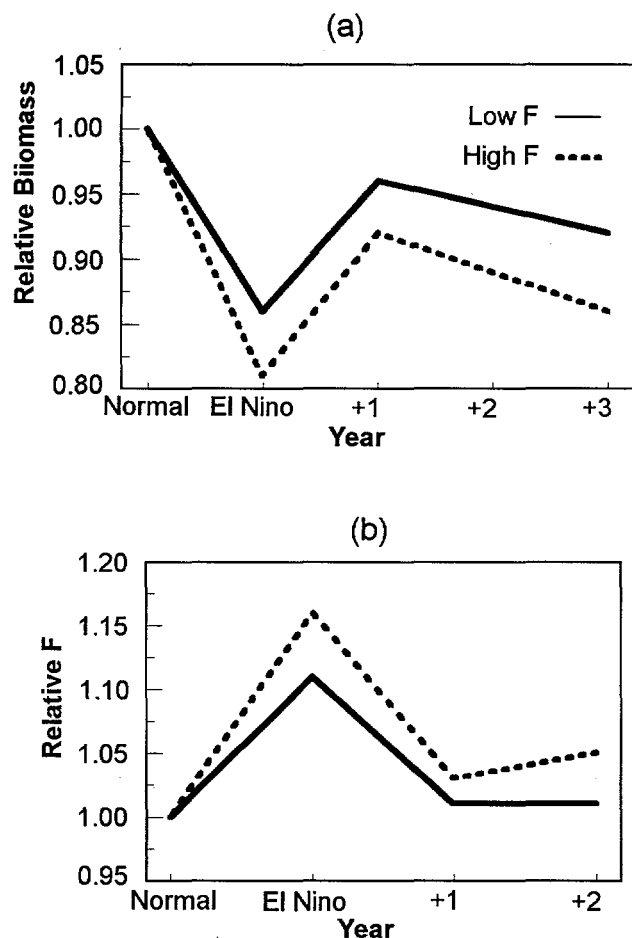 (a)
1.05
1.00
0.95
0.90
0.85
0.80
Relative Biiomass
Low F
High F
Normal El Nino +1 +2 +3
Year
(b)
1.20
1.15
1.10
1.05
1.00
0.95
Relative F
Normal El Nino +1 +2
Year